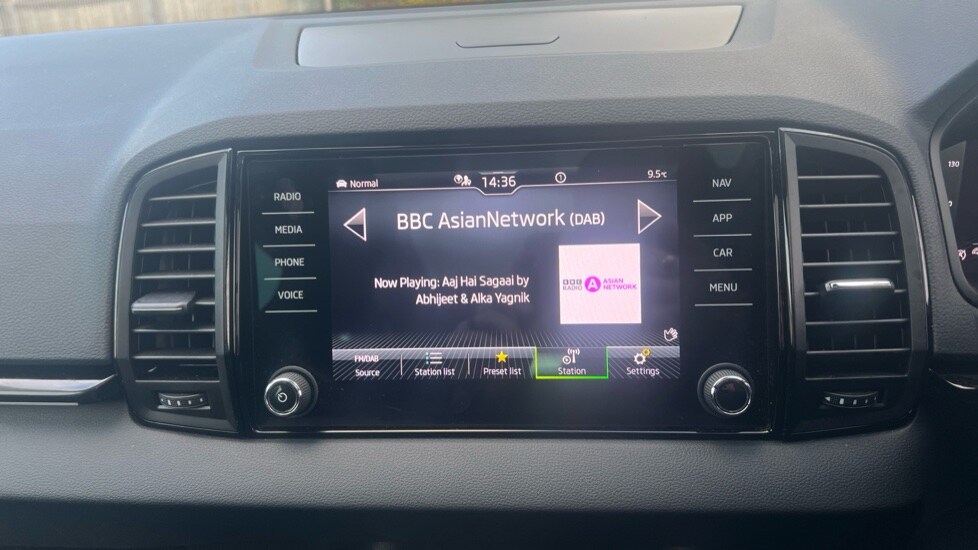 Normal
14:36
9.5°C
BBC AsianNetwork (DAB)
Now Playing: Aaj Hai Sagaai by
Abhijeet & Alka Yagnik
BBC
RADIO
A
ASIAN
NETWORK
FM/DAB
Source
Station list
Preset list
Station
Settings
RADIO
MEDIA
PHONE
VOICE
NAV
APP
CAR
MENU
130